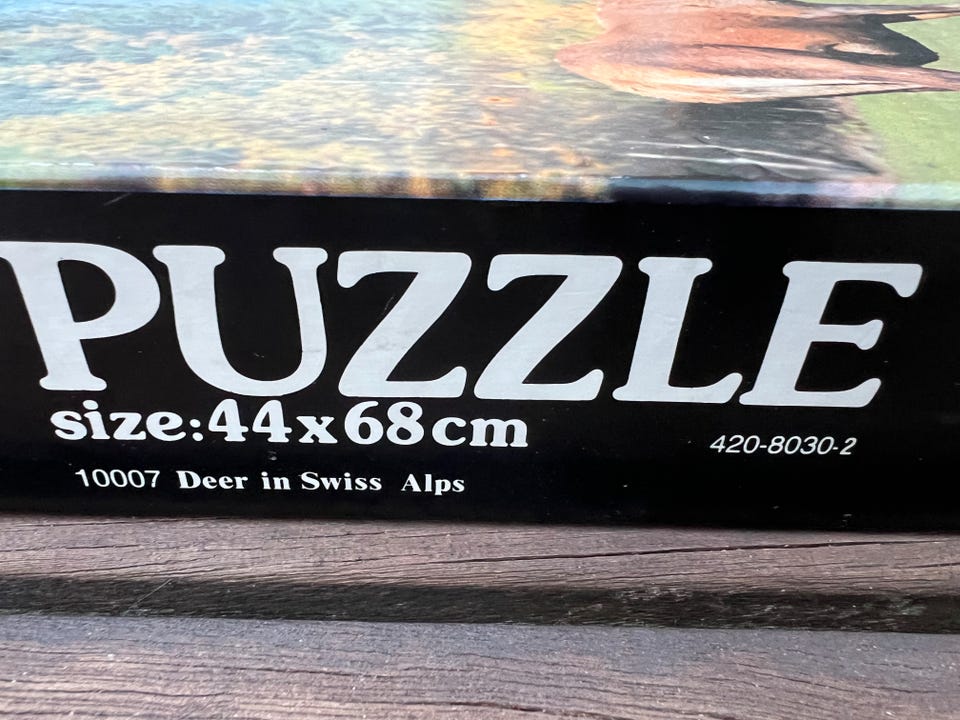 PUZZLE
size:44x68cm
420-8030-2
10007 Deer in Swiss Alps